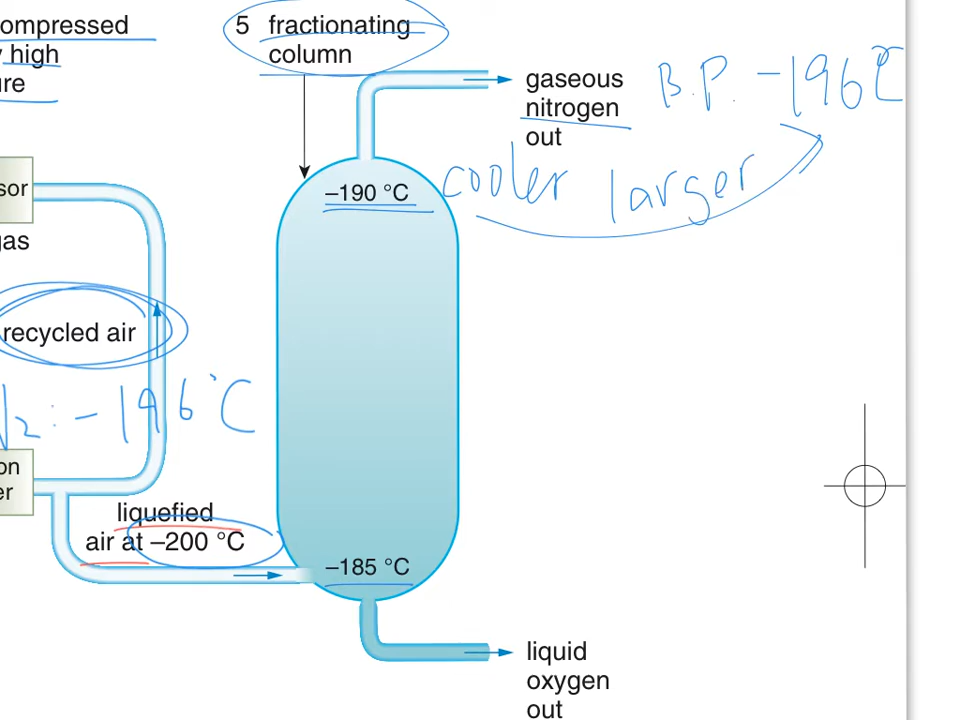 ompressed
y high
ure
5 fractionating
column
gaseous
nitrogen
out
B.P. -196℃
cooler larger
–190 °C
sor
gas
recycled air
N₂: -196°C
on
er
liquefied
air at –200 °C
–185 °C
liquid
oxygen
out